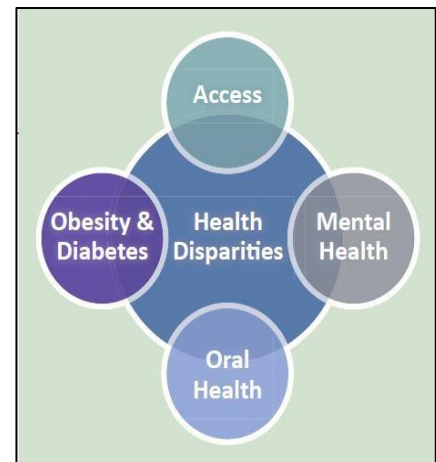 Access
Obesity &
Diabetes
Health
Disparities
Mental
Health
Oral
Health